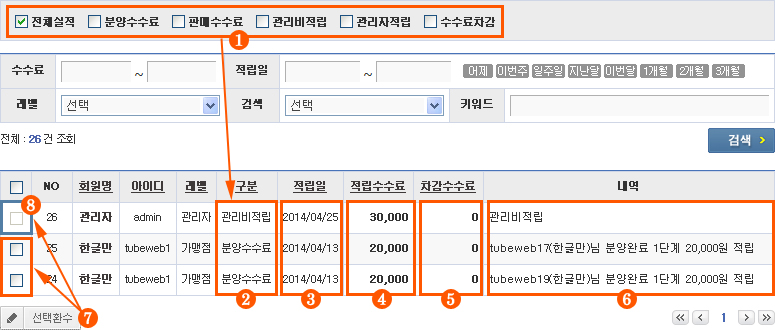 전체실적 분양수수료 판매수수료 관리비적립 관리자적립 수수료차감
1
수수료 ~ 적립일 ~ 어제 이번주 일주일 지난달 이번달 1개월 2개월 3개월
레벨 선택 검색 선택 키워드
전체 : 26 건 조회 검색
NO 회원명 아이디 레벨 구분 적립일 적립수수료 차감수수료 내역
8 26 관리자 admin 관리자 관리비적립 2014/04/25 30,000 0 관리비적립
25 한글만 tubeweb1 가맹점 분양수수료 2014/04/13 20,000 0 tubeweb17(한글만)님 분양완료 1단계 20,000원 적립
24 한글만 tubeweb1 가맹점 분양수수료 2014/04/13 20,000 0 tubeweb19(한글만)님 분양완료 1단계 20,000원 적립
2 3 4 5 6
선택환수 7 << < 1 > >>